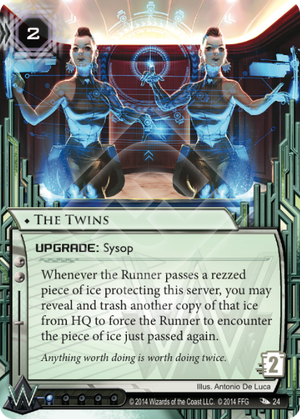 2
♦ THE TWINS
UPGRADE: Sysop
Whenever the Runner passes a rezzed
piece of ice protecting this server, you may
reveal and trash another copy of that ice
from HQ to force the Runner to encounter
the piece of ice just passed again.
Anything worth doing is worth doing twice.
2
Illus. Antonio De Luca
© 2014 Wizards of the Coast LLC. © 2014 FFG 24